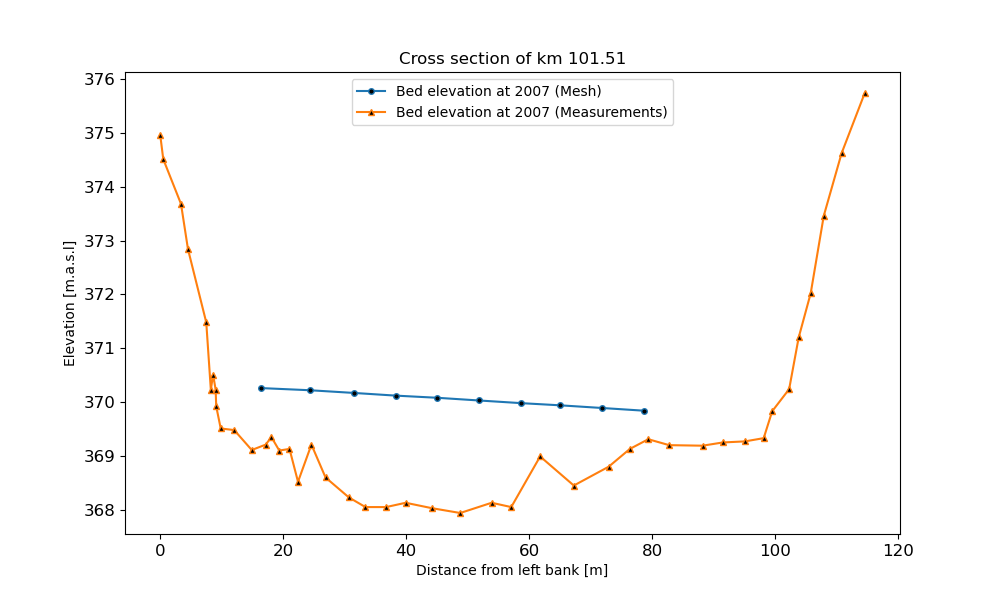 Cross section of km 101.51
Bed elevation at 2007 (Mesh)
Bed elevation at 2007 (Measurements)
376
375
374
373
372
371
370
369
368
Elevation [m.a.s.l]
0 20 40 60 80 100 120
Distance from left bank [m]